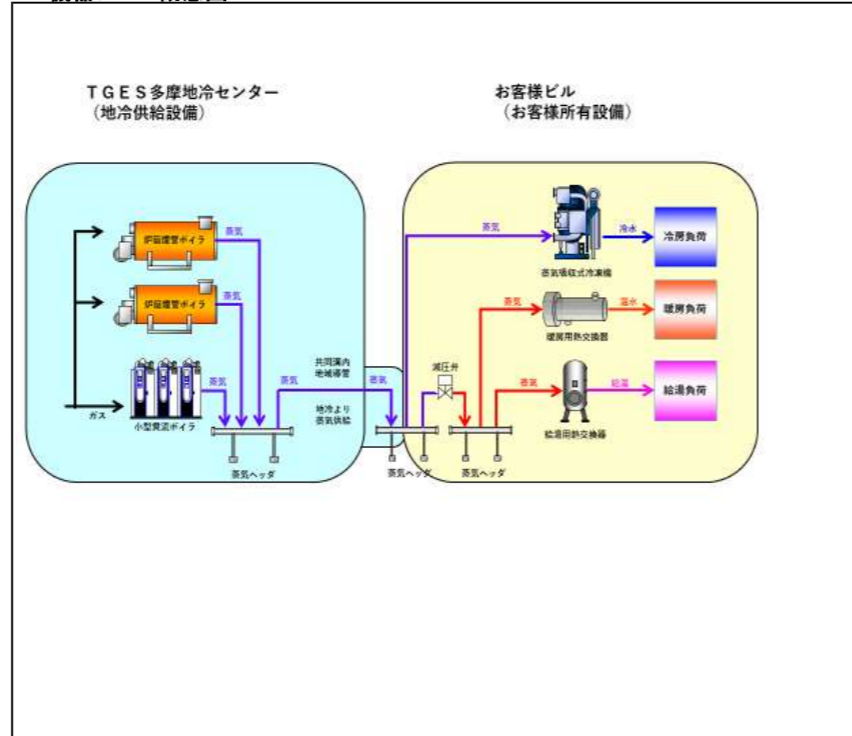 TGES多摩地冷センター
(地冷供給設備)
お客様ビル
(お客様所有設備)
炉筒煙管ボイラ
蒸気
炉筒煙管ボイラ
蒸気
ガス
小型貫流ボイラ
蒸気
蒸気ヘッダ
蒸気
共同溝内
地域導管
蒸気
地冷より
蒸気供給
蒸気ヘッダ
減圧弁
蒸気ヘッダ
蒸気
蒸気吸収式冷凍機
冷水
冷房負荷
蒸気
暖房用熱交換器
温水
暖房負荷
蒸気
給湯用熱交換器
給湯
給湯負荷